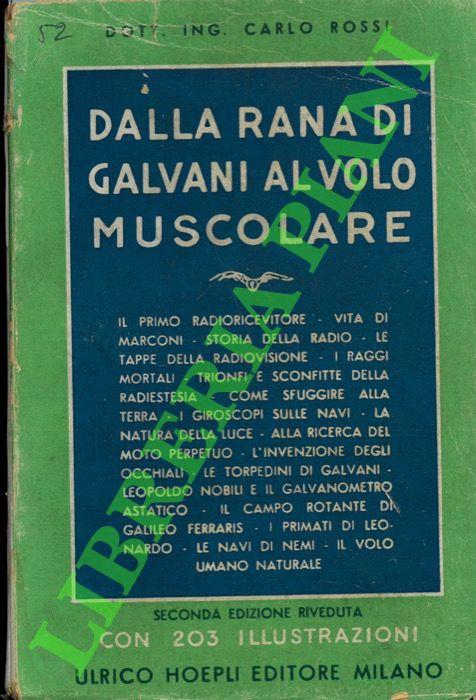 52
DOTT. ING. CARLO ROSSI
DALLA RANA DI
GALVANI AL VOLO
MUSCOLARE
IL PRIMO RADIORICEVITORE - VITA DI
MARCONI - STORIA DELLA RADIO - LE
TAPPE DELLA RADIOVISIONE - I RAGGI
MORTALI - TRIONFI E SCONFITTE DELLA
RADIESTESIA - COME SFUGGIRE ALLA
TERRA - I GIROSCOPI SULLE NAVI - LA
NATURA DELLA LUCE - ALLA RICERCA DEL
MOTO PERPETUO - L'INVENZIONE DEGLI
OCCHIALI - LE TORPEDINI DI GALVANI -
LEOPOLDO NOBILI E IL GALVANOMETRO
ASTATICO - IL CAMPO ROTANTE DI
GALILEO FERRARIS - I PRIMATI DI LEO-
NARDO - LE NAVI DI NEMI - IL VOLO
UMANO NATURALE
SECONDA EDIZIONE RIVEDUTA
CON 203 ILLUSTRAZIONI
ULRICO HOEPLI EDITORE MILANO
LIBRERIA PIANI